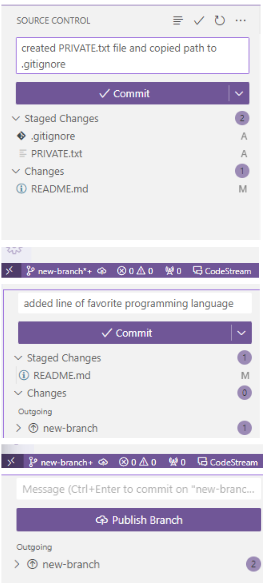 SOURCE CONTROL
created PRIVATE.txt file and copied path to
.gitignore
Commit
Staged Changes 2
.gitignore A
PRIVATE.txt A
Changes 1
README.md M
new-branch*+ 0 0 0 CodeStream
added line of favorite programming language
Commit
Staged Changes 1
README.md M
Changes 0
Outgoing
new-branch 1
new-branch+ 0 0 0 CodeStream
Message (Ctrl+Enter to commit on "new-branc...
Publish Branch
Outgoing
new-branch 2